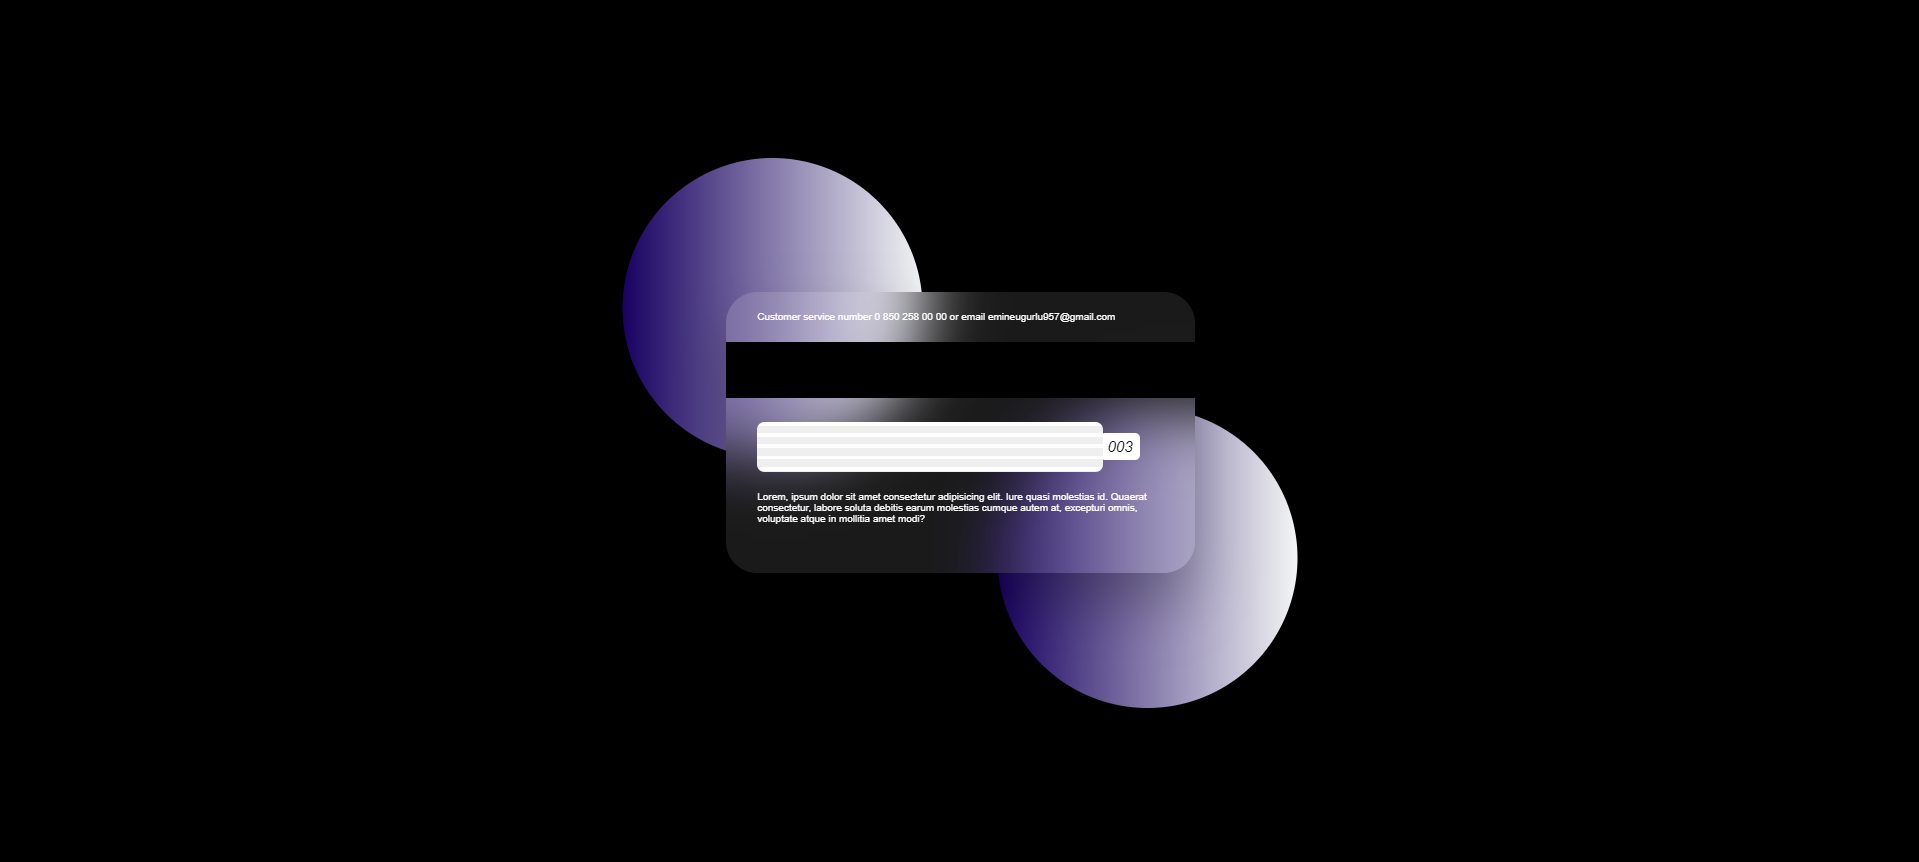 Customer service number 0 850 258 00 00 or email emineugurlu957@gmail.com
003
Lorem, ipsum dolor sit amet consectetur adipisicing elit. Iure quasi molestias id. Quaerat
consectetur, labore soluta debitis earum molestias cumque autem at, excepturi omnis,
voluptate atque in mollitia amet modi?